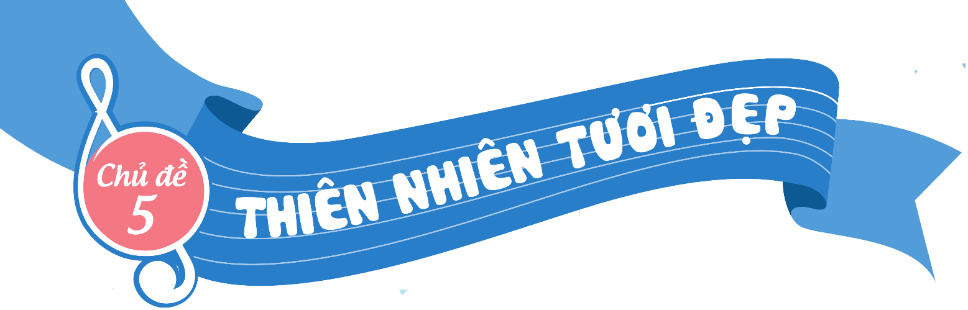 Chủ đề
5
THIÊN NHIÊN TƯƠI ĐẸP